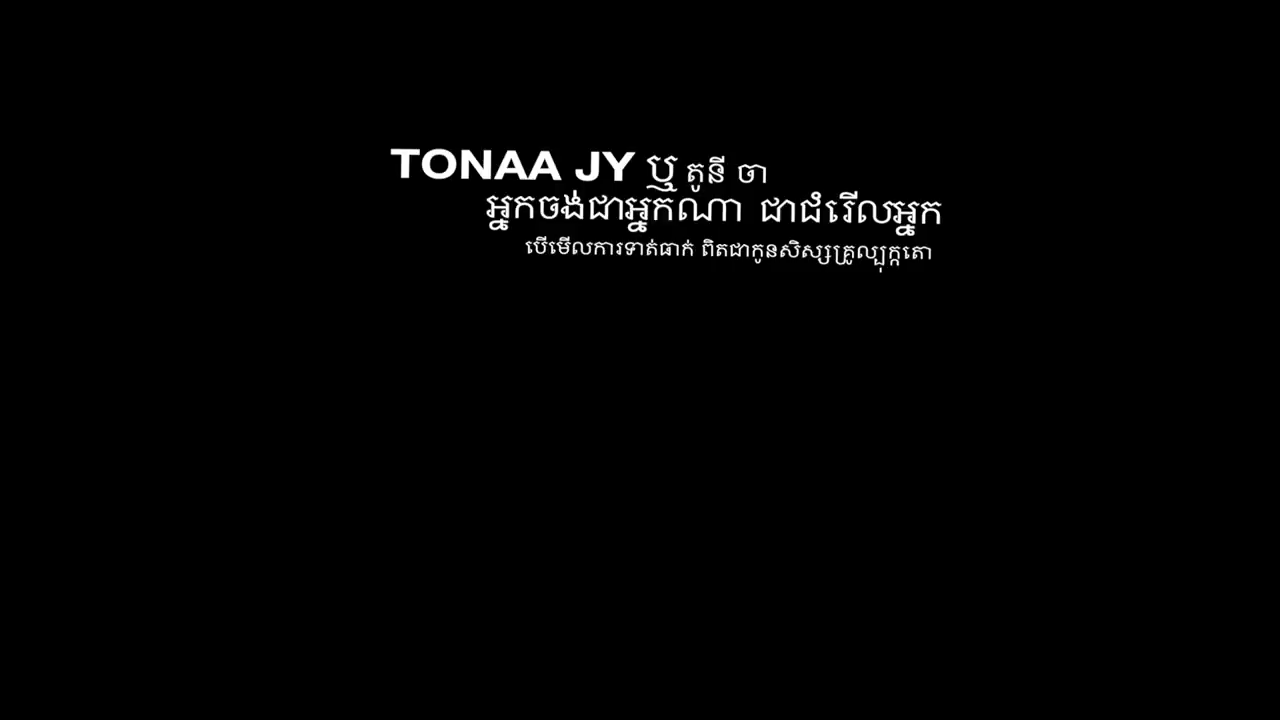 TONAA JY ឬ តូនី ចា
អ្នកចង់ជាអ្នកណា ជាជំរើលអ្នក
បើមើលការទាត់ធាក់ ពិតជាកូនសិស្សគ្រូល្បុក្កតោ